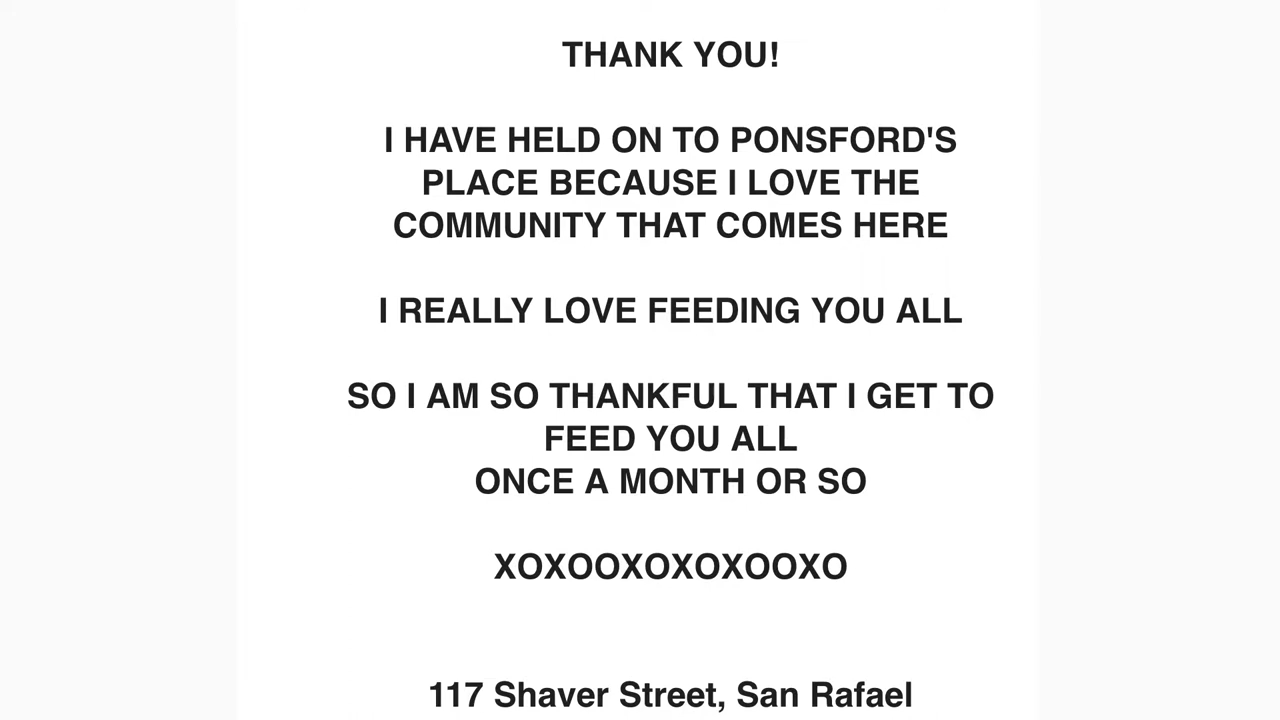 THANK YOU!
I HAVE HELD ON TO PONSFORD'S
PLACE BECAUSE I LOVE THE
COMMUNITY THAT COMES HERE
I REALLY LOVE FEEDING YOU ALL
SO I AM SO THANKFUL THAT I GET TO
FEED YOU ALL
ONCE A MONTH OR SO
XOXOOXOXOXOOXO
117 Shaver Street, San Rafael